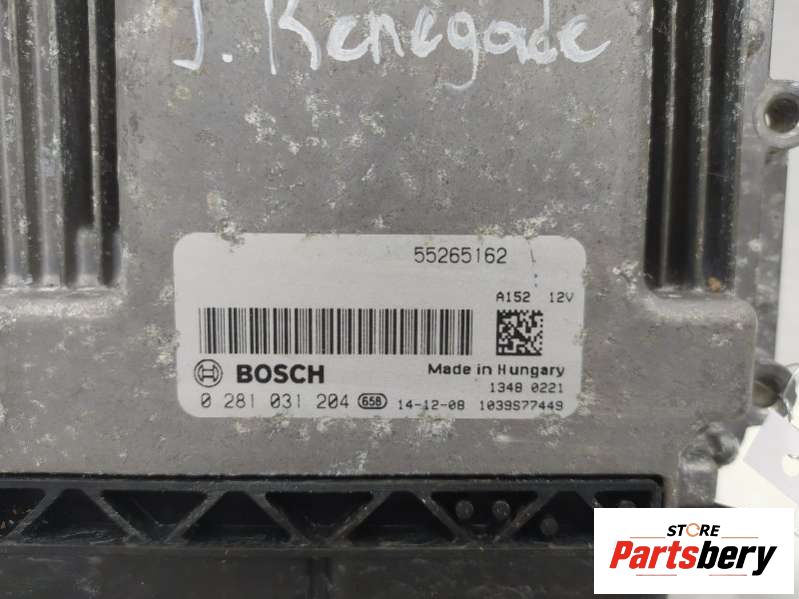 J. Renegade
55265162
A152 12V
BOSCH
Made in Hungary
1348 0221
0 281 031 204 65B 14-12-08 1039S77449
STORE
Partsbery